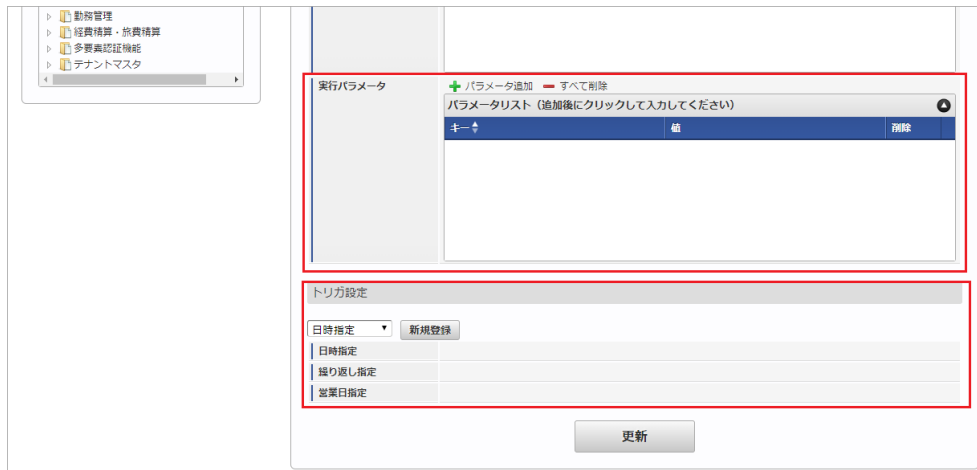 勤務管理
経費精算・旅費精算
多要素認証機能
テナントマスタ
実行パラメータ
パラメータ追加 すべて削除
パラメータリスト（追加後にクリックして入力してください）
キー 値 削除
トリガ設定
日時指定 新規登録
日時指定
繰り返し指定
営業日指定
更新